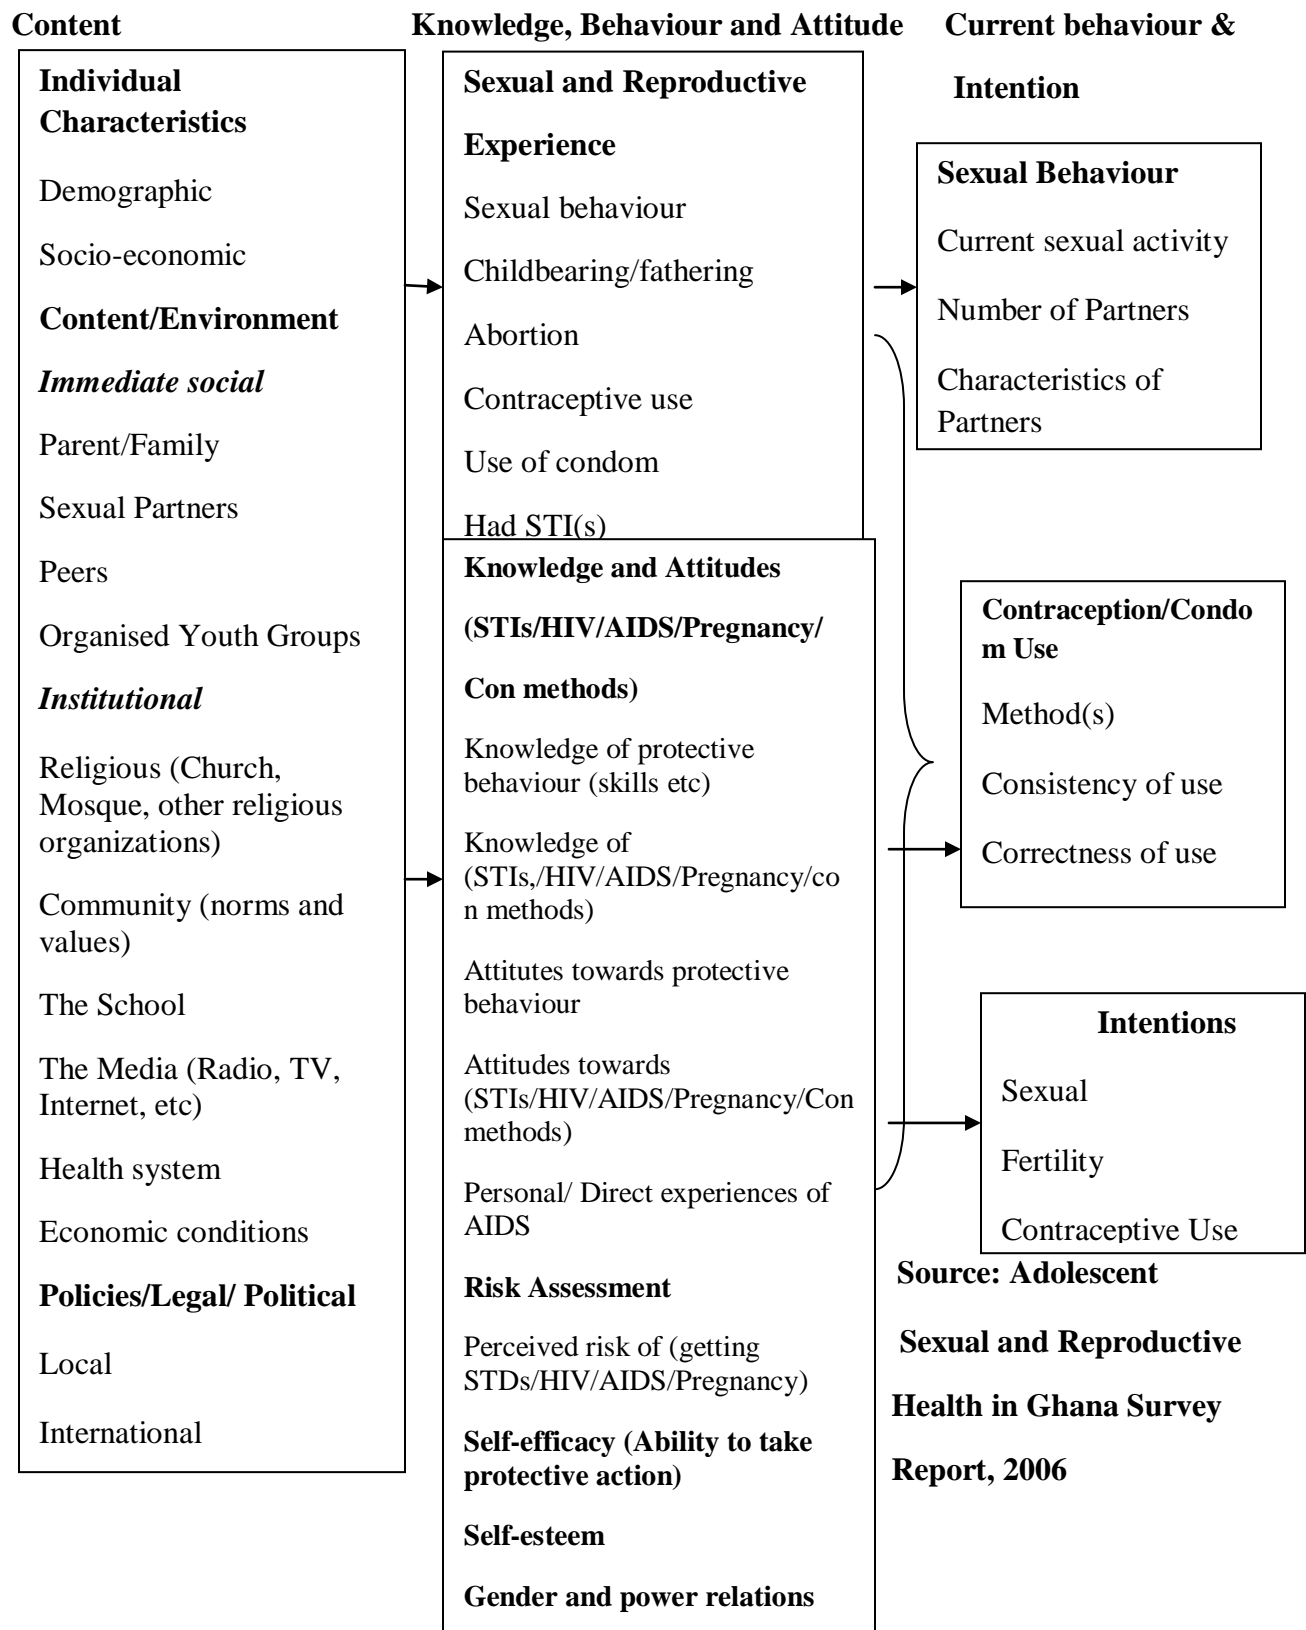 Content
Knowledge, Behaviour and Attitude
Current behaviour &
Intention
Individual
Characteristics
Demographic
Socio-economic
Content/Environment
Immediate social
Parent/Family
Sexual Partners
Peers
Organised Youth Groups
Institutional
Religious (Church,
Mosque, other religious
organizations)
Community (norms and
values)
The School
The Media (Radio, TV,
Internet, etc)
Health system
Economic conditions
Policies/Legal/ Political
Local
International
Sexual and Reproductive
Experience
Sexual behaviour
Childbearing/fathering
Abortion
Contraceptive use
Use of condom
Had STI(s)
Knowledge and Attitudes
(STIs/HIV/AIDS/Pregnancy/
Con methods)
Knowledge of protective
behaviour (skills etc)
Knowledge of
(STIs,/HIV/AIDS/Pregnancy/co
n methods)
Attitutes towards protective
behaviour
Attitudes towards
(STIs/HIV/AIDS/Pregnancy/Con
methods)
Personal/ Direct experiences of
AIDS
Risk Assessment
Perceived risk of (getting
STDs/HIV/AIDS/Pregnancy)
Self-efficacy (Ability to take
protective action)
Self-esteem
Gender and power relations
Sexual Behaviour
Current sexual activity
Number of Partners
Characteristics of
Partners
Contraception/Condo
m Use
Method(s)
Consistency of use
Correctness of use
Intentions
Sexual
Fertility
Contraceptive Use
Source: Adolescent
Sexual and Reproductive
Health in Ghana Survey
Report, 2006